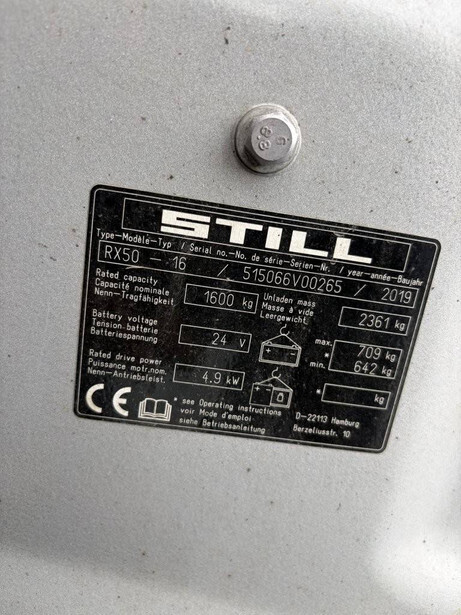 8.8
STILL
Type-Modèle-Typ / Serial no.-No. de série-Serien-Nr. / year-année-Baujahr
RX50 - 16 / 515066V00265 / 2019
Rated capacity
Capacité nominale
Nenn-Tragfähigkeit
1600 kg
Unladen mass
Masse à vide
Leergewicht
2361 kg
Battery voltage
Tension.batterie
Batteriespannung
24 V
max. 709 kg
* min. 642 kg
Rated drive power
Puissance motr.nom.
Nenn-Antriebsleist.
4.9 kW
* kg
CE
* see Operating instructions
voir Mode d'emploi
siehe Betriebsanleitung
D-22113 Hamburg
Berzeliusstr. 10